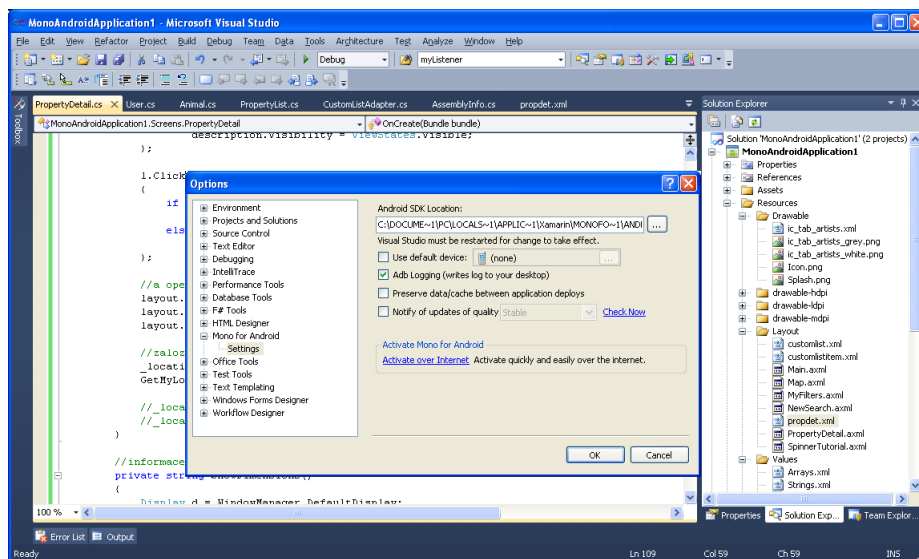 MonoAndroidApplication1 - Microsoft Visual Studio
File Edit View Refactor Project Build Debug Team Data Tools Architecture Test Analyze Window Help
Debug myListener
PropertyDetail.cs User.cs Animal.cs PropertyList.cs CustomListAdapter.cs AssemblyInfo.cs propdet.xml
MonoAndroidApplication1.Screens.PropertyDetail OnCreate(Bundle bundle)
Toolbox
description.Visibility = ViewStates.Visible;
};
l.Click
{
if
else
};
//a ope
layout.
layout.
layout.
//zaloz
_locati
GetMyLo
//_loca
//_loca
}
//informace
private string ShowDimensions()
{
Display d = WindowManager.DefaultDisplay;
100 %
Options
Environment
Projects and Solutions
Source Control
Text Editor
Debugging
IntelliTrace
Performance Tools
Database Tools
F# Tools
HTML Designer
Mono for Android
Settings
Office Tools
Test Tools
Text Templating
Windows Forms Designer
Workflow Designer
Android SDK Location:
C:\DOCUME~1\PC\LOCALS~1\APPLIC~1\Xamarin\MONOFO~1\ANDI ...
Visual Studio must be restarted for change to take effect.
Use default device: (none) ...
Adb Logging (writes log to your desktop)
Preserve data/cache between application deploys
Notify of updates of quality Stable Check Now
Activate Mono for Android
Activate over Internet Activate quickly and easily over the internet.
OK Cancel
Solution Explorer
Solution 'MonoAndroidApplication1' (2 projects)
MonoAndroidApplication1
Properties
References
Assets
Resources
Drawable
ic_tab_artists.xml
ic_tab_artists_grey.png
ic_tab_artists_white.png
Icon.png
Splash.png
drawable-hdpi
drawable-ldpi
drawable-mdpi
Layout
customlist.xml
customlistitem.xml
Main.axml
Map.axml
MyFilters.axml
NewSearch.axml
propdet.xml
PropertyDetail.axml
SpinnerTutorial.axml
Values
Arrays.xml
Strings.xml
Properties Solution Exp... Team Explor...
Error List Output
Ready Ln 109 Col 59 Ch 59 INS